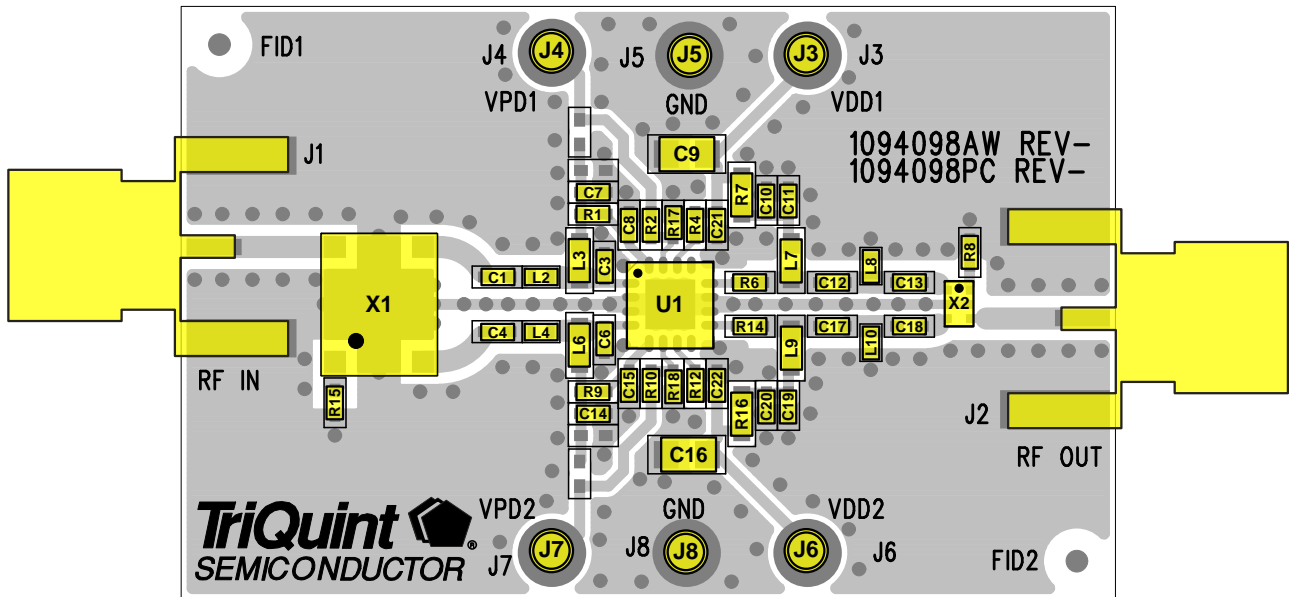 FID1
J4
J4
J5
J5
J3
J3
VPD1
GND
VDD1
1094098AW REV-
1094098PC REV-
J1
C9
C7
R1
R7
C10
C11
C8
R2
R17
R4
C21
L3
C3
L7
L8
R8
C1
L2
R6
C12
C13
X1
U1
X2
C4
L4
R14
C17
C18
L6
C6
L9
L10
RF IN
R15
R9
C14
C15
R10
R18
R12
C22
R16
C20
C19
J2
RF OUT
C16
TriQuint
®
SEMICONDUCTOR
VPD2
GND
VDD2
J7
J7
J8
J8
J6
J6
FID2